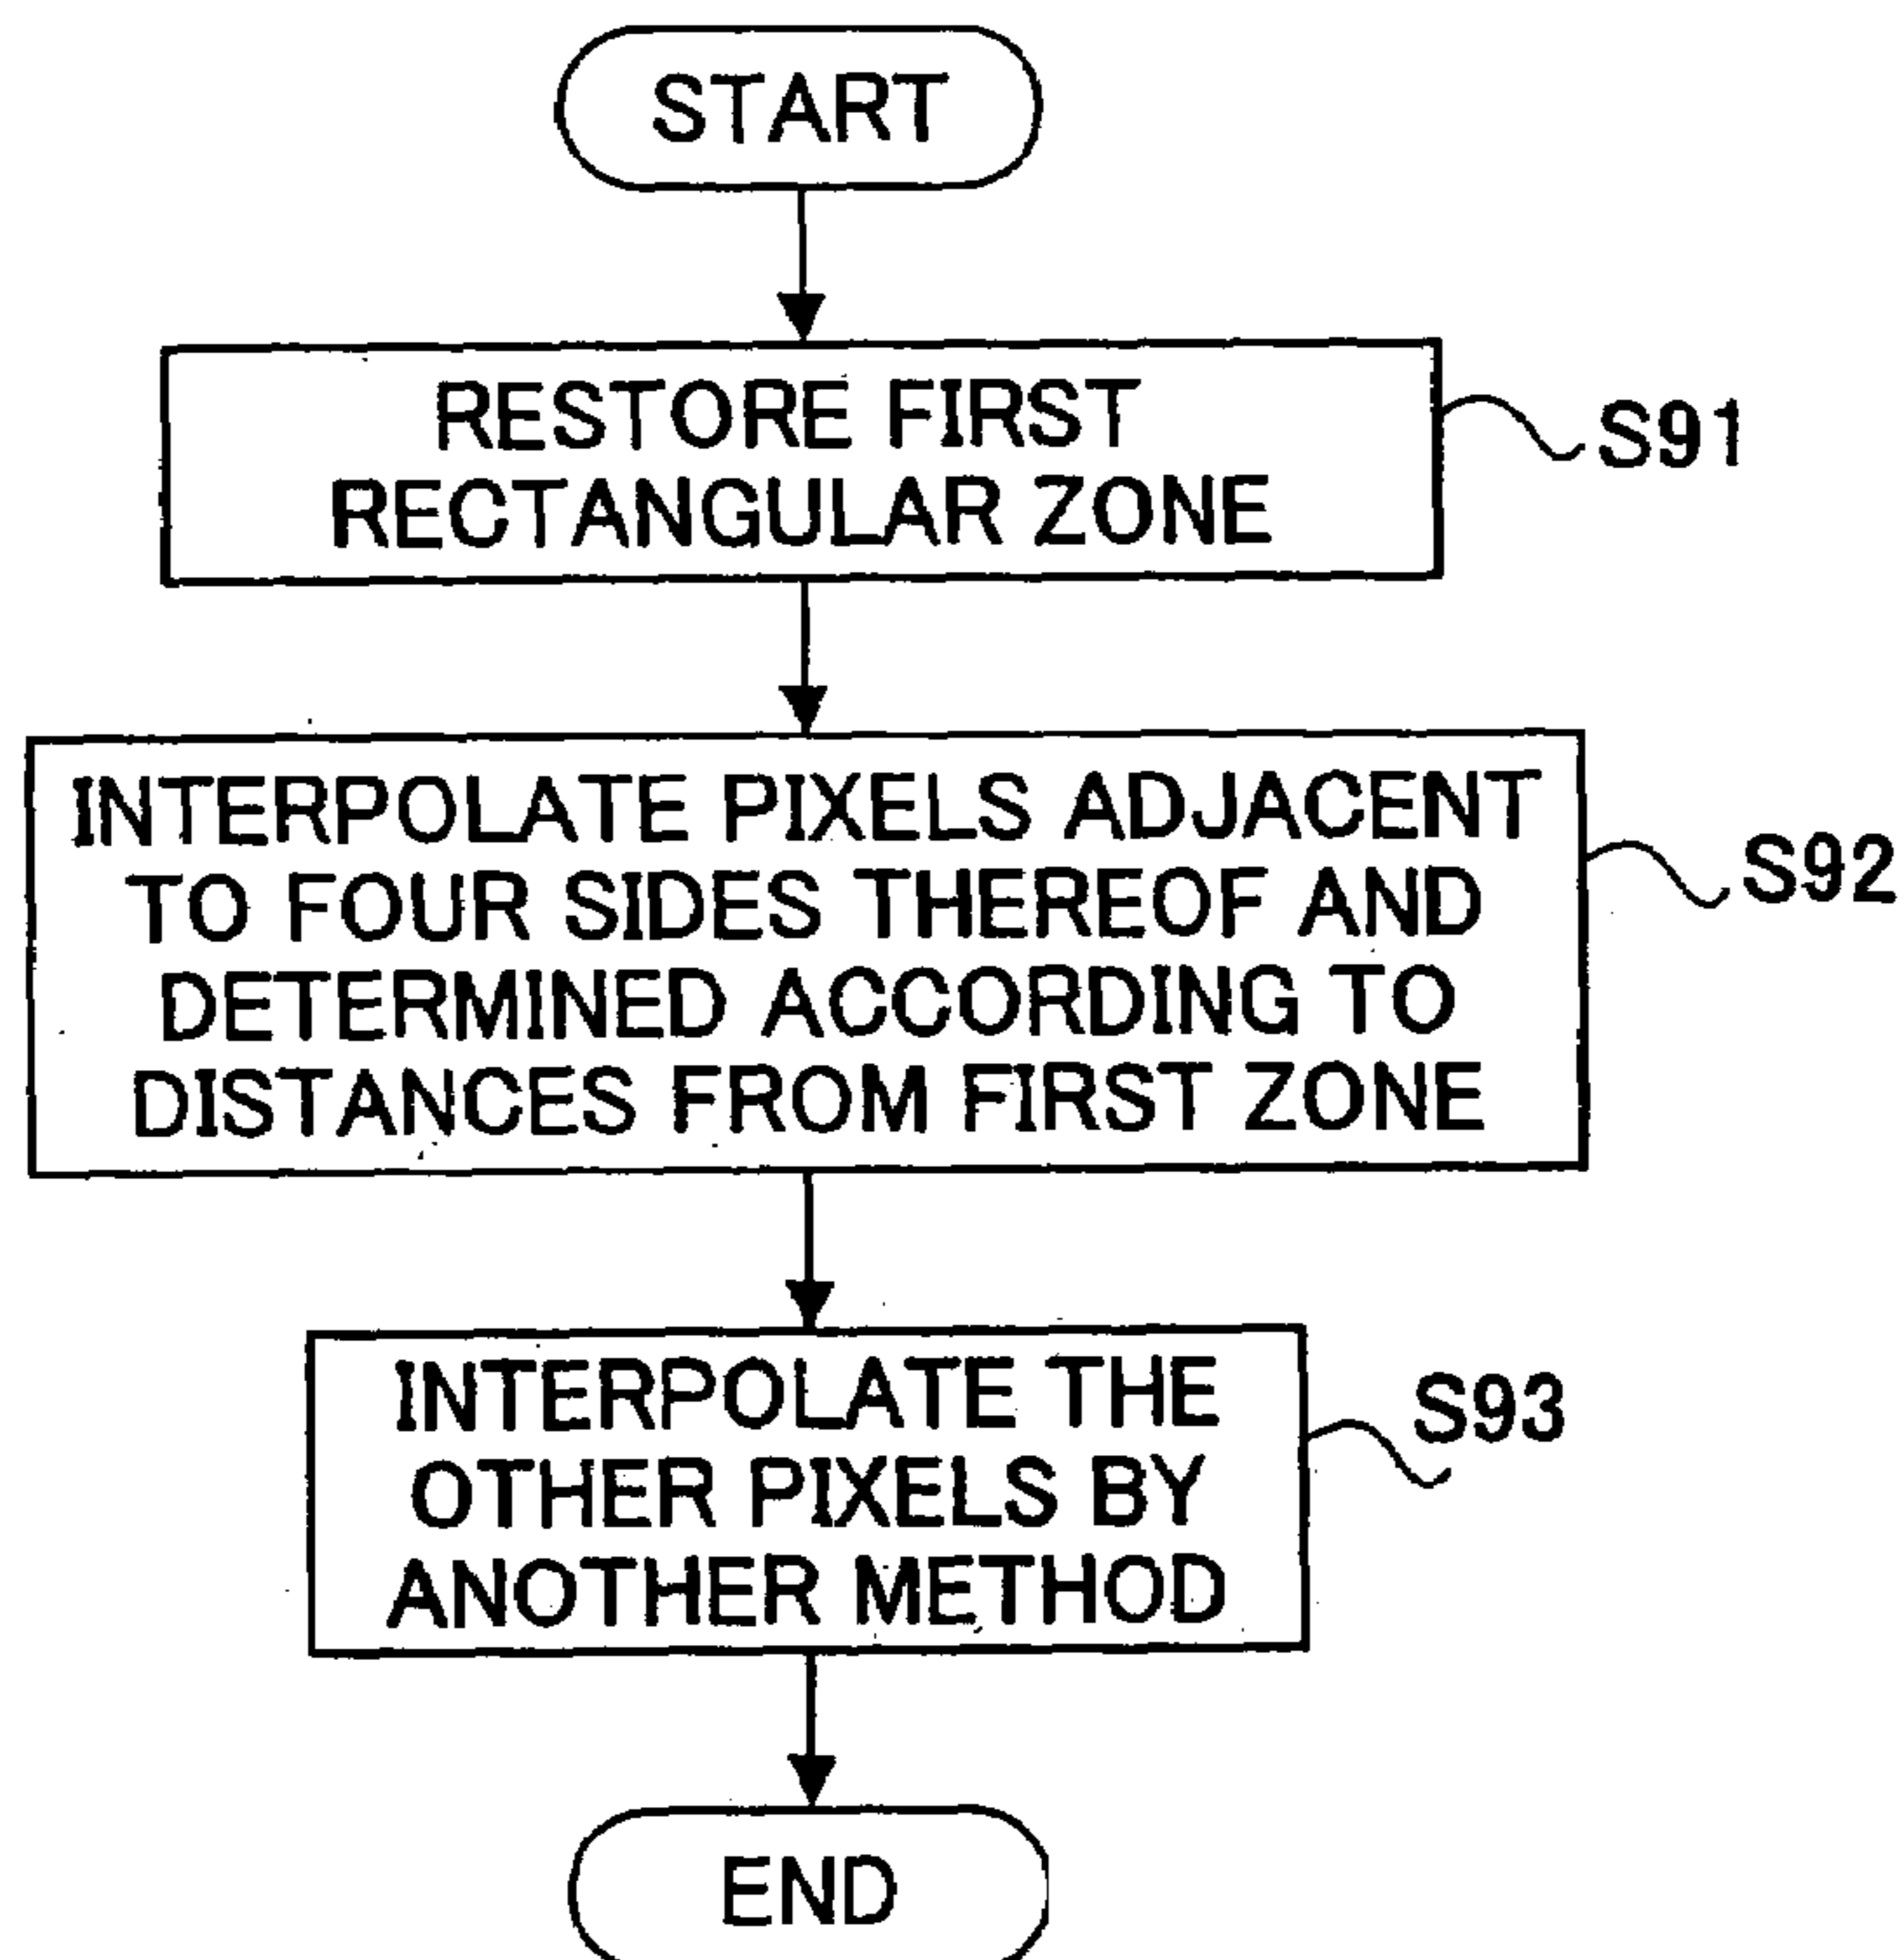 START
RESTORE FIRST
RECTANGULAR ZONE
S91
INTERPOLATE PIXELS ADJACENT
TO FOUR SIDES THEREOF AND
DETERMINED ACCORDING TO
DISTANCES FROM FIRST ZONE
S92
INTERPOLATE THE
OTHER PIXELS BY
ANOTHER METHOD
S93
END